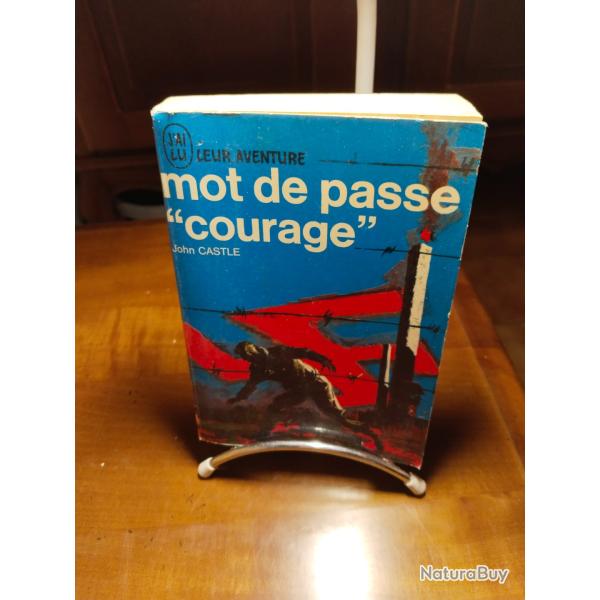 J'AI
LU
LEUR AVENTURE
mot de passe
“courage”
John CASTLE
NaturaBuy